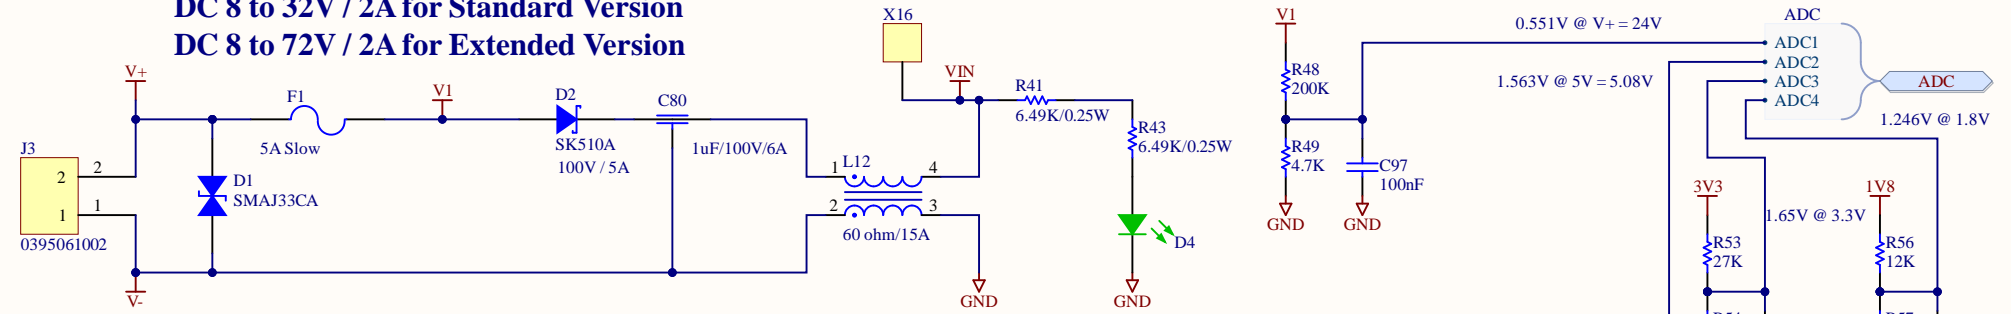 DC 8 to 32V / 2A for Standard Version
DC 8 to 72V / 2A for Extended Version
V+
F1
5A Slow
V1
D2
SK510A
100V / 5A
C80
1uF/100V/6A
J3
2
2
1
1
0395061002
D1
SMAJ33CA
V-
L12
1
4
2
3
60 ohm/15A
X16
VIN
R41
6.49K/0.25W
R43
6.49K/0.25W
D4
GND
GND
V1
R48
200K
R49
4.7K
C97
100nF
GND
GND
0.551V @ V+ = 24V
1.563V @ 5V = 5.08V
ADC
ADC1
ADC2
ADC3
ADC4
ADC
1.246V @ 1.8V
3V3
1.65V @ 3.3V
1V8
R53
27K
R56
12K